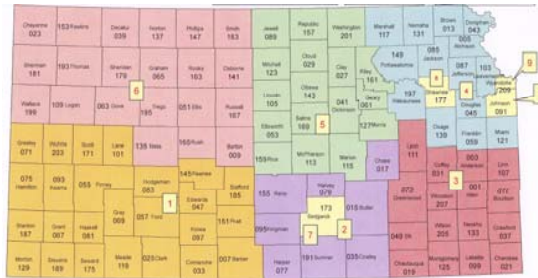 Cheyenne 023
153 Rawlins
Decatur 039
Norton 137
Phillips 147
Smith 183
Jewell 089
Republic 157
Washington 201
Marshall 117
Nemaha 131
Brown 013
Doniphan 043
Sherman 181
193 Thomas
Sheridan 179
Graham 065
Rooks 163
Osborne 141
Mitchell 123
Cloud 029
Clay 027
Riley 161
149 Pottawatomie
085 Jackson
005 Atchison
087 Jefferson
103 Leavenworth
Wyandotte 209
9
Wallace 199
109 Logan
063 Gove
6
195 Trego
051 Ellis
Russell 167
Lincoln 105
Ottawa 143
Geary 061
197 Wabaunsee
8
Shawnee 177
4
Douglas 045
Johnson 091
Ellsworth 053
Saline 169
5
041 Dickinson
127 Morris
Osage 139
Franklin 059
Miami 121
Greeley 071
Wichita 203
Scott 171
Lane 101
135 Ness
165 Rush
Barton 009
159 Rice
McPherson 113
Marion 115
Chase 017
Lyon 111
Coffey 031
003 Anderson
Linn 107
075 Hamilton
093 Kearny
055 Finney
Hodgeman 083
145 Pawnee
Stafford 185
155 Reno
Harvey 079
3
Edwards 047
1
Gray 069
057 Ford
151 Pratt
Kiowa 097
173 Sedgwick
015 Butler
073 Greenwood
Woodson 207
001 Allen
011 Bourbon
Stanton 187
Grant 067
Haskell 081
095 Kingman
7
2
049 Elk
Wilson 205
Neosho 133
Crawford 037
Morton 129
Stevens 189
Seward 175
Meade 119
025 Clark
Comanche 033
007 Barber
Harper 077
191 Sumner
035 Cowley
Chautauqua 019
Montgomery 125
Labette 099
Cherokee 021